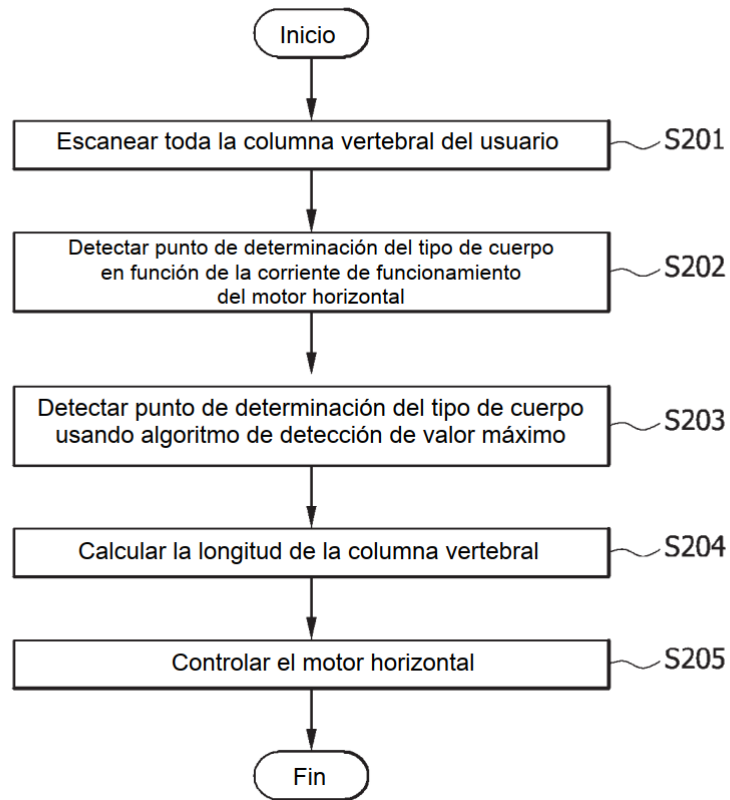 Inicio
Escanear toda la columna vertebral del usuario
S201
Detectar punto de determinación del tipo de cuerpo
en función de la corriente de funcionamiento
del motor horizontal
S202
Detectar punto de determinación del tipo de cuerpo
usando algoritmo de detección de valor máximo
S203
Calcular la longitud de la columna vertebral
S204
Controlar el motor horizontal
S205
Fin